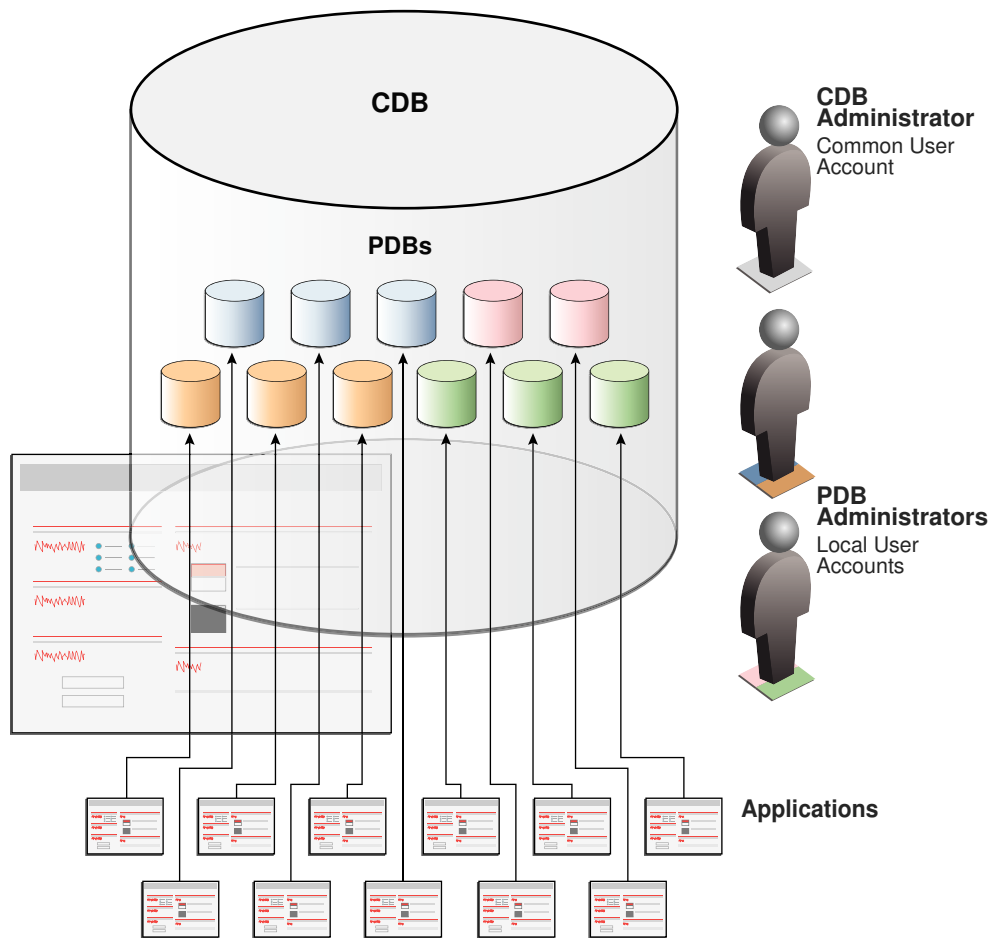 CDB
PDBs
CDB
Administrator
Common User
Account
PDB
Administrators
Local User
Accounts
Applications